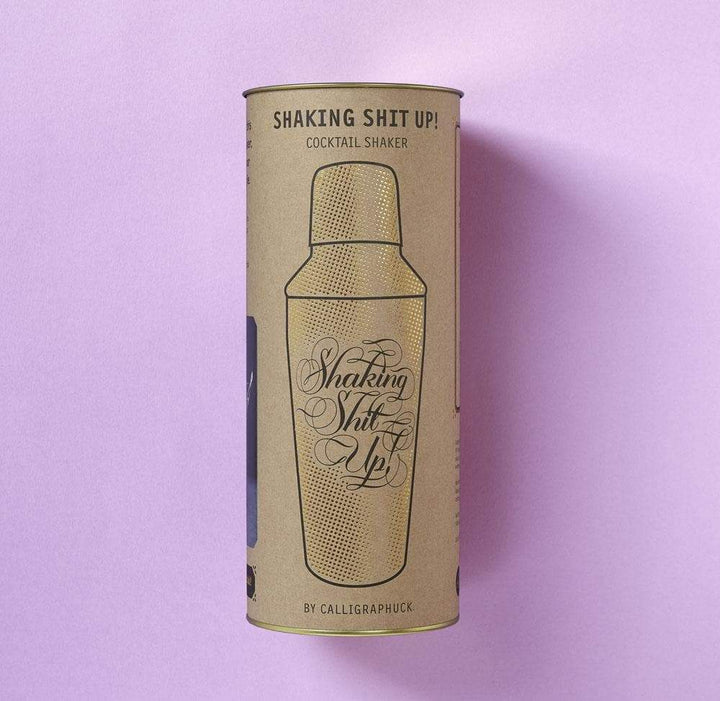 SHAKING SHIT UP!
COCKTAIL SHAKER
Shaking
Shit
Up!
BY CALLIGRAPHUCK